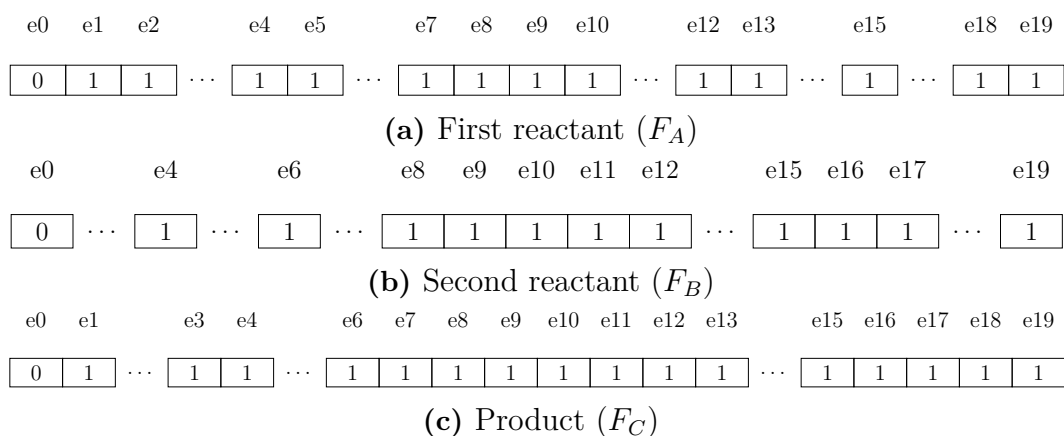 e0 e1 e2 e4 e5 e7 e8 e9 e10 e12 e13 e15 e18 e19
0 1 1 ··· 1 1 ··· 1 1 1 1 ··· 1 1 ··· 1 ··· 1 1
(a) First reactant (F_A)
e0 e4 e6 e8 e9 e10 e11 e12 e15 e16 e17 e19
0 ··· 1 ··· 1 ··· 1 1 1 1 1 ··· 1 1 1 ··· 1
(b) Second reactant (F_B)
e0 e1 e3 e4 e6 e7 e8 e9 e10 e11 e12 e13 e15 e16 e17 e18 e19
0 1 ··· 1 1 ··· 1 1 1 1 1 1 1 1 ··· 1 1 1 1 1
(c) Product (F_C)